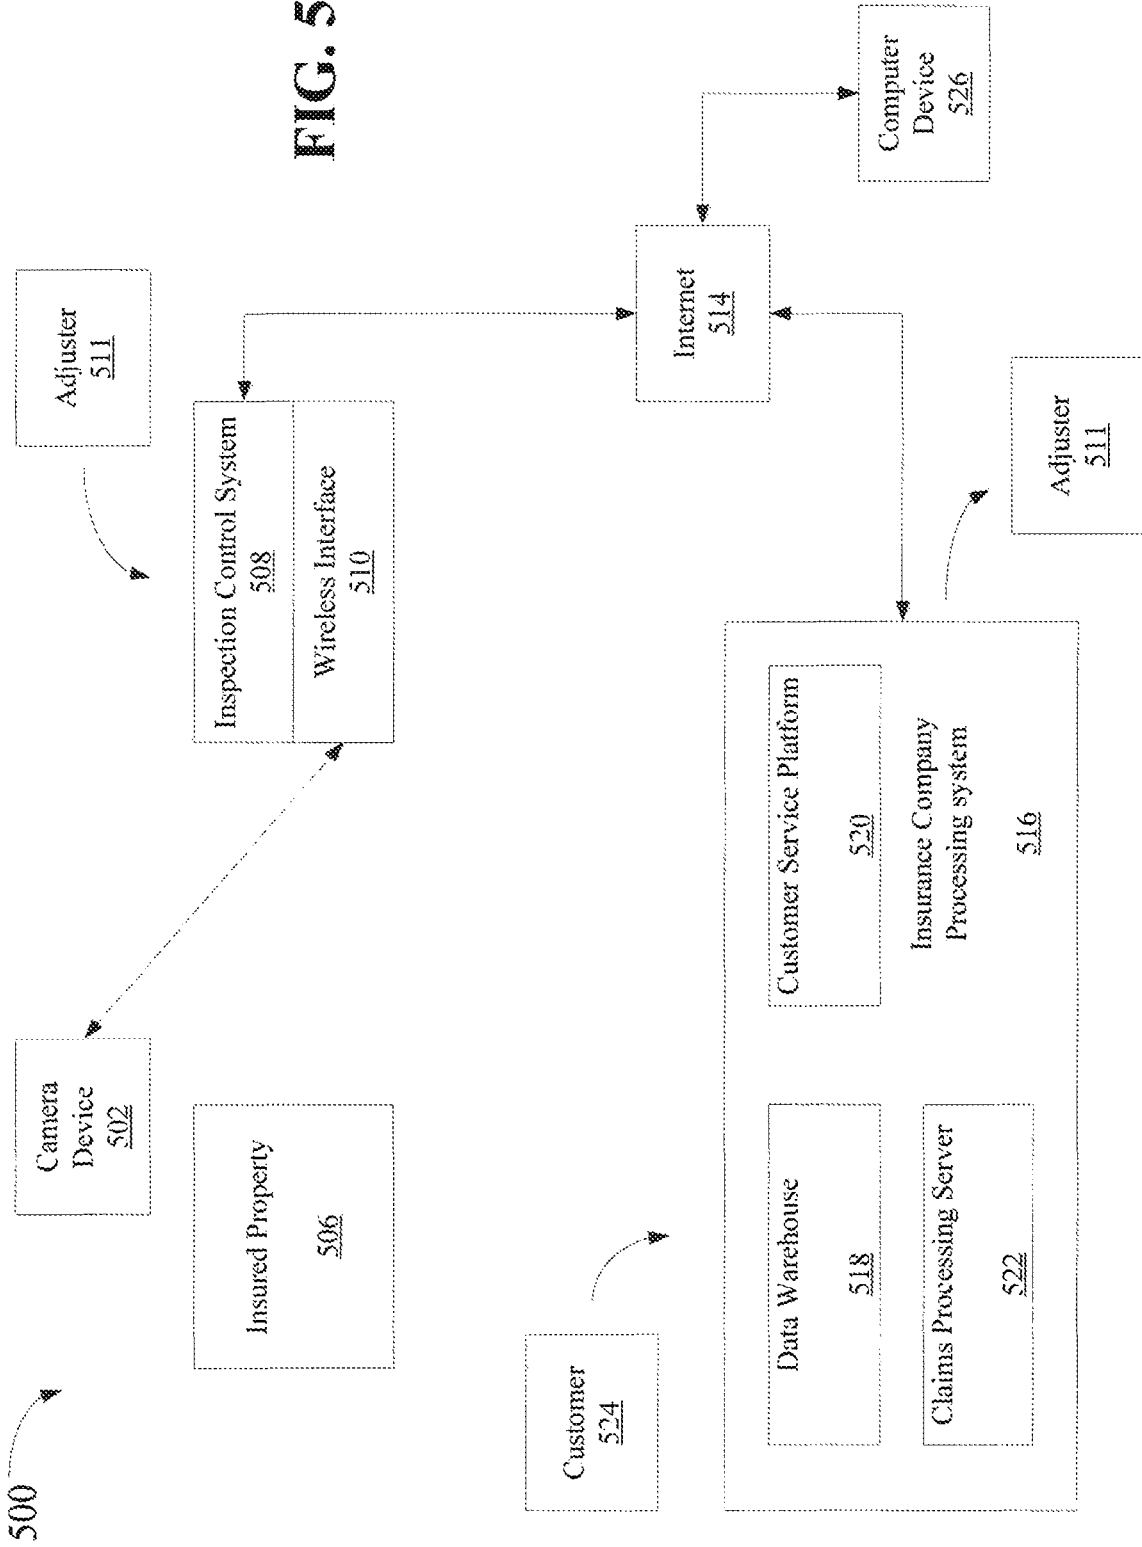 500
Camera
Device
502
Adjuster
511
Insured Property
506
Inspection Control System
508
Wireless Interface
510
FIG. 5
Customer
524
Internet
514
Data Warehouse
518
Customer Service Platform
520
Claims Processing Server
522
Insurance Company
Processing system
516
Computer
Device
526
Adjuster
511